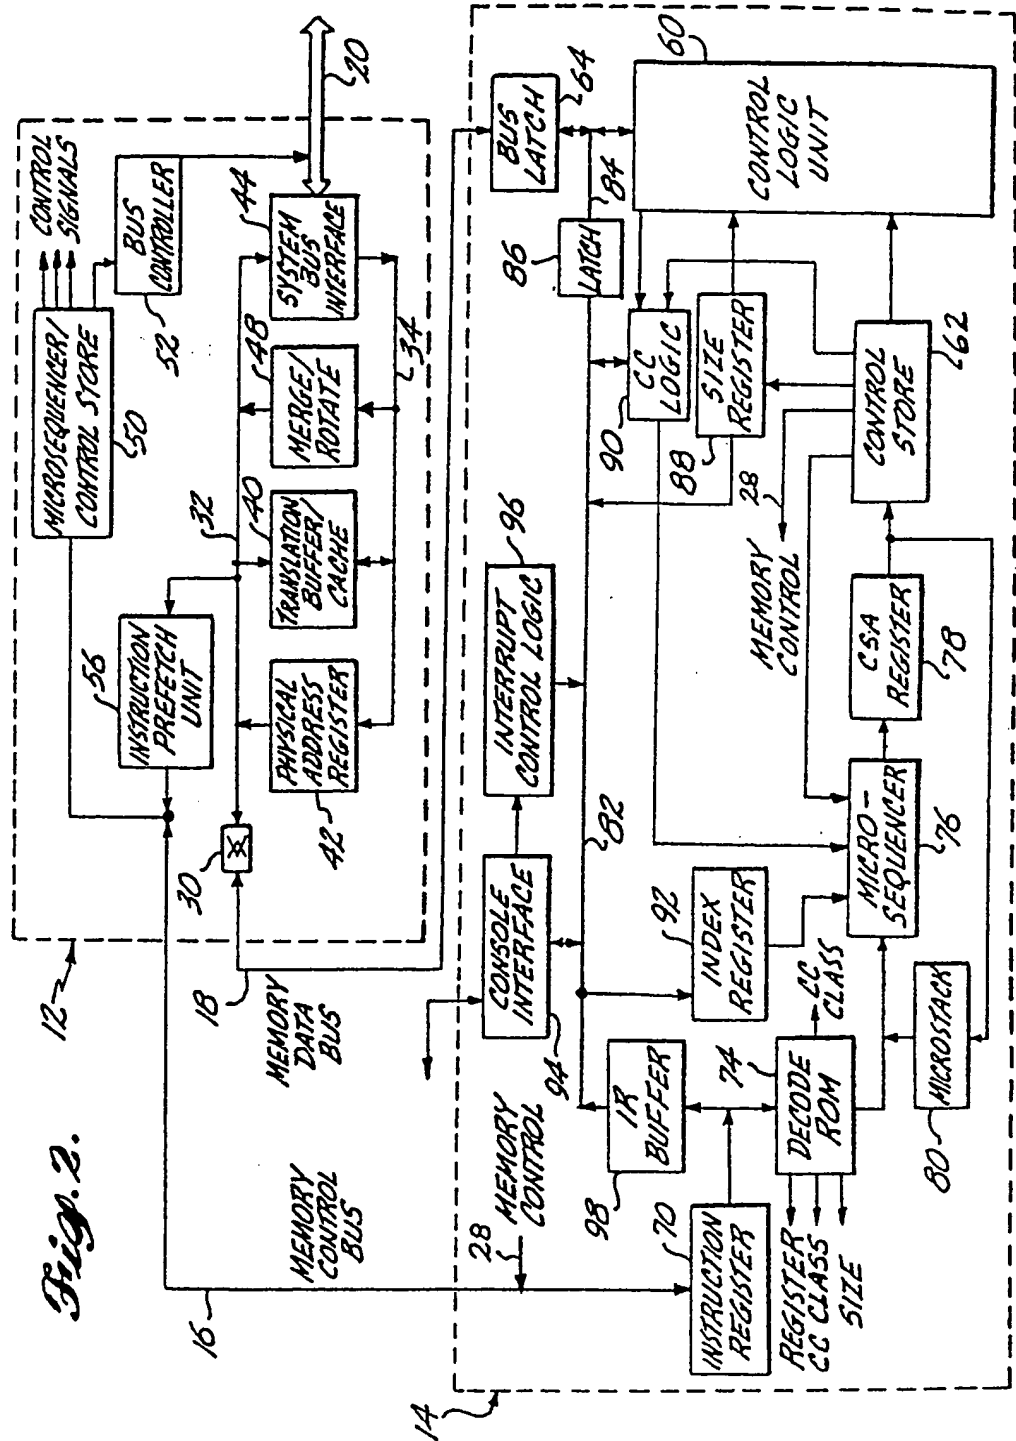 Fig. 2.
12
MICROSEQUENCER/
CONTROL STORE
50
CONTROL
SIGNALS
BUS
CONTROLLER
52
20
INSTRUCTION
PREFETCH
UNIT
56
32
30
PHYSICAL
ADDRESS
REGISTER
42
TRANSLATION
BUFFER/
CACHE
40
MERGE/
ROTATE
48
SYSTEM
BUS
INTERFACE
44
34
16
MEMORY
CONTROL
BUS
18
MEMORY
DATA
BUS
14
28
MEMORY
CONTROL
CONSOLE
INTERFACE
94
INTERRUPT
CONTROL LOGIC
96
BUS
LATCH
64
84
LATCH
86
82
CONTROL
LOGIC
UNIT
60
IR
BUFFER
98
INSTRUCTION
REGISTER
70
INDEX
REGISTER
92
CC
LOGIC
90
SIZE
REGISTER
88
28
MEMORY
CONTROL
DECODE
ROM
74
CC
CLASS
REGISTER
CC CLASS
SIZE
MICROSTACK
80
MICRO-
SEQUENCER
76
CSA
REGISTER
78
CONTROL
STORE
62